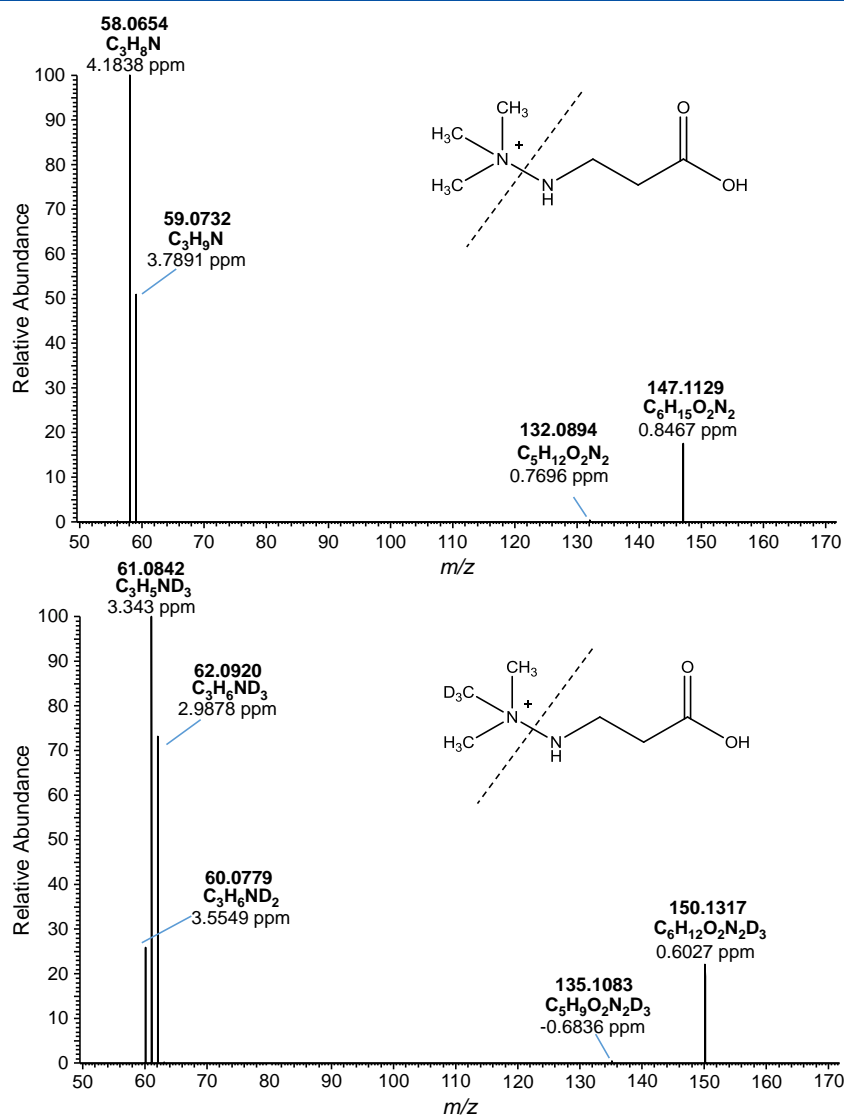 58.0654
C3H8N
4.1838 ppm
59.0732
C3H9N
3.7891 ppm
132.0894
C5H12O2N2
0.7696 ppm
147.1129
C6H15O2N2
0.8467 ppm
CH3
H3C
N
+
H3C
N
H
O
OH
Relative Abundance
100
90
80
70
60
50
40
30
20
10
0
50 60 70 80 90 100 110 120 130 140 150 160 170
m/z
61.0842
C3H5ND3
3.343 ppm
62.0920
C3H6ND3
2.9878 ppm
60.0779
C3H6ND2
3.5549 ppm
135.1083
C5H9O2N2D3
-0.6836 ppm
150.1317
C6H12O2N2D3
0.6027 ppm
CH3
D3C
N
+
H3C
N
H
O
OH
Relative Abundance
100
90
80
70
60
50
40
30
20
10
0
50 60 70 80 90 100 110 120 130 140 150 160 170
m/z